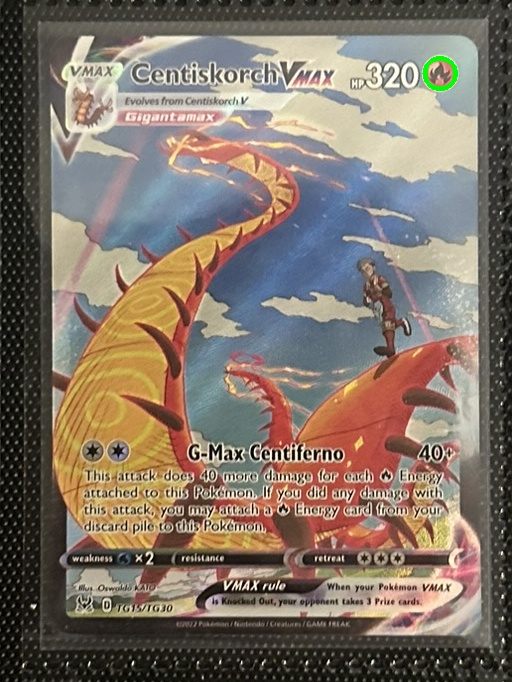 VMAX
Centiskorch VMAX
HP 320
Evolves from Centiskorch V
Gigantamax
G-Max Centiferno 40+
This attack does 40 more damage for each Energy
attached to this Pokémon. If you did any damage with
this attack, you may attach a Energy card from your
discard pile to this Pokémon.
weakness ×2 resistance retreat
Illus. Oswaldo KATO
VMAX rule
When your Pokémon VMAX
is Knocked Out, your opponent takes 3 Prize cards.
D TG15/TG30
©2022 Pokémon / Nintendo / Creatures / GAME FREAK